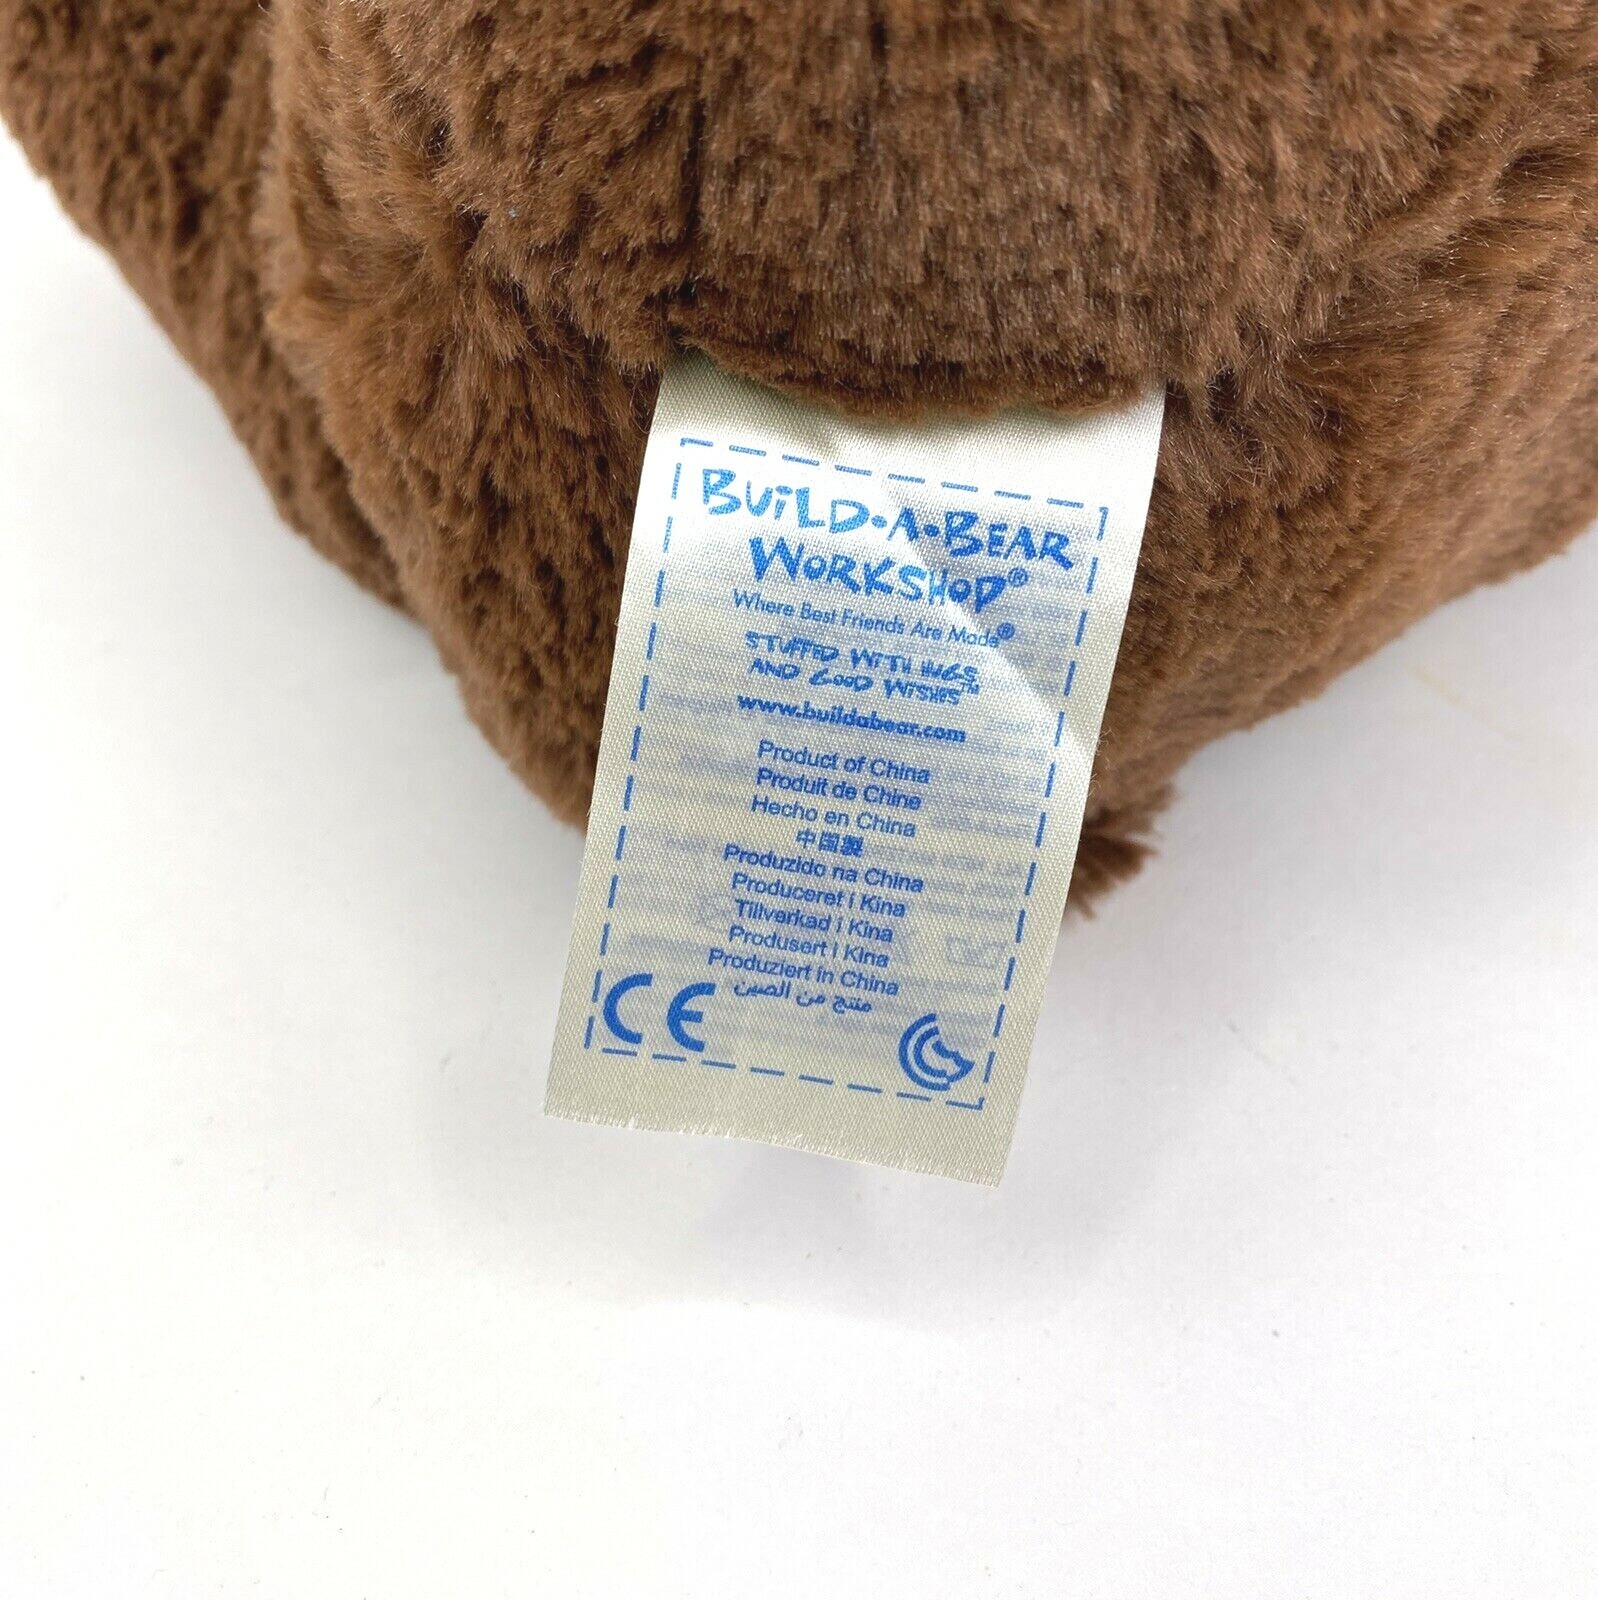 BUILD•A•BEAR
WORKSHOP®
Where Best Friends Are Made®
STUFFED WITH HUGS
AND GOOD WISHES™
www.buildabear.com
Product of China
Produit de Chine
Hecho en China
中国製
Produzido na China
Produceret i Kina
Tillverkad i Kina
Produsert i Kina
Produziert in China
منتج من الصين
CE